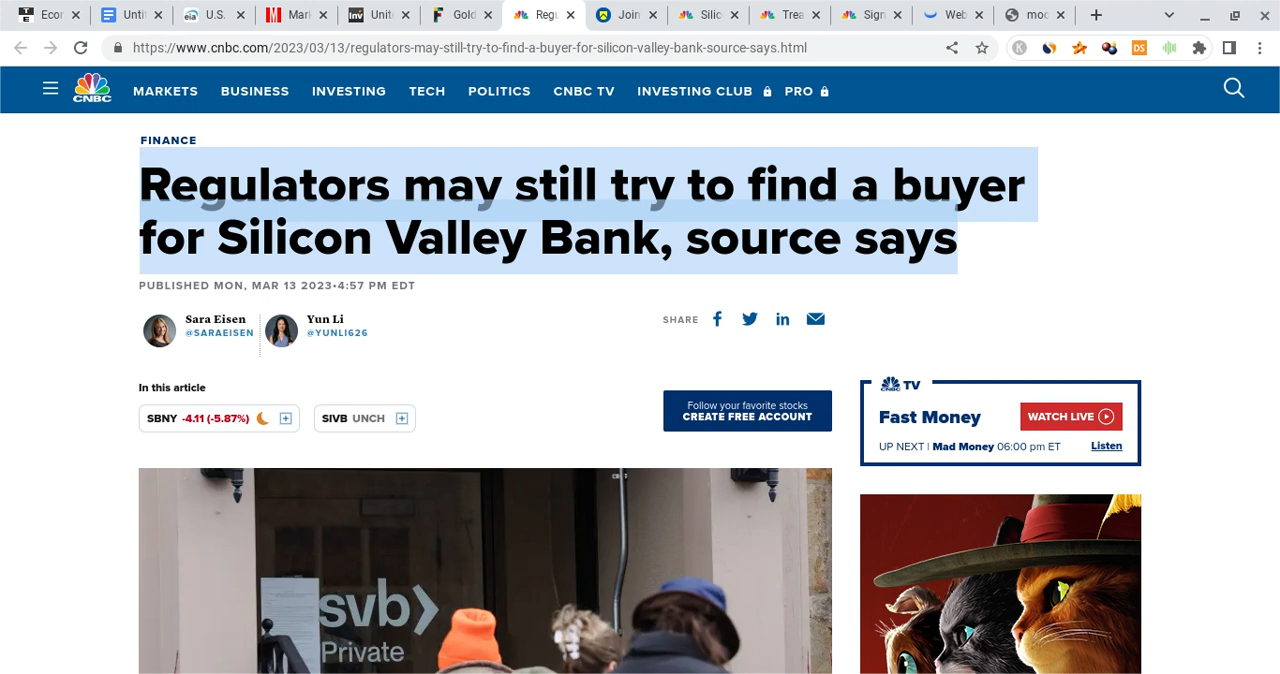 Econ
Untit
U.S.
Mark
Unite
Gold
Regu
Join
Silic
Trea
Sign
Web
moc
https://www.cnbc.com/2023/03/13/regulators-may-still-try-to-find-a-buyer-for-silicon-valley-bank-source-says.html
CNBC
MARKETS BUSINESS INVESTING TECH POLITICS CNBC TV INVESTING CLUB PRO
FINANCE
Regulators may still try to find a buyer
for Silicon Valley Bank, source says
PUBLISHED MON, MAR 13 2023•4:57 PM EDT
Sara Eisen
@SARAEISEN
Yun Li
@YUNLI626
SHARE
In this article
SBNY -4.11 (-5.87%)
SIVB UNCH
Follow your favorite stocks
CREATE FREE ACCOUNT
CNBC TV
Fast Money
WATCH LIVE
UP NEXT | Mad Money 06:00 pm ET
Listen
svb
Private